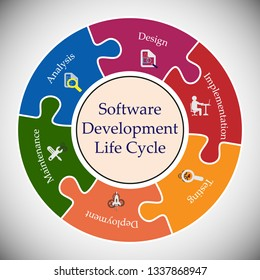 Software
Development
Life Cycle
Analysis
Design
Implementation
Testing
Deployment
Maintenance
shutterstock.com · 1337868947